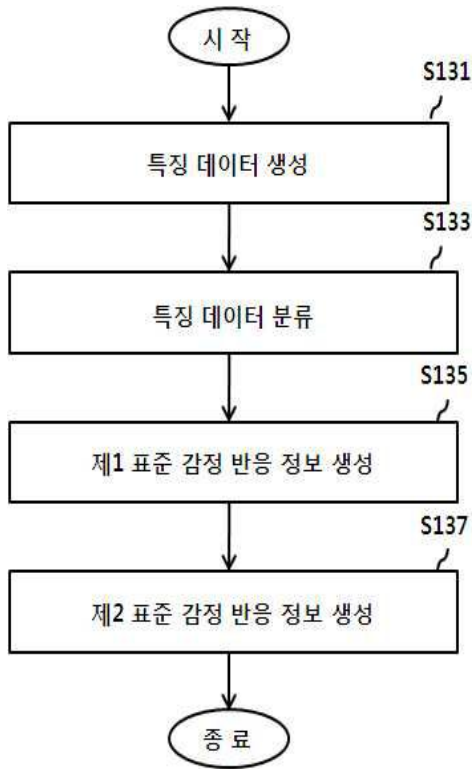 시 작
S131
특징 데이터 생성
S133
특징 데이터 분류
S135
제1 표준 감정 반응 정보 생성
S137
제2 표준 감정 반응 정보 생성
종 료